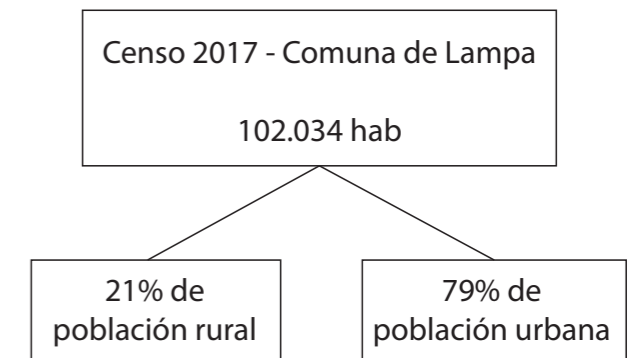 Censo 2017 - Comuna de Lampa
102.034 hab
21% de
población rural
79% de
población urbana